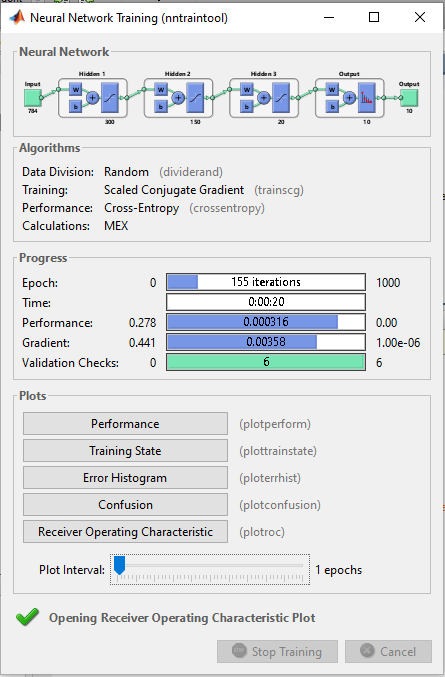 Neural Network Training (nntraintool)
Neural Network
Input
784
Hidden 1
W
b
300
Hidden 2
W
b
150
Hidden 3
W
b
20
Output
W
b
10
Output
10
Algorithms
Data Division: Random (dividerand)
Training: Scaled Conjugate Gradient (trainscg)
Performance: Cross-Entropy (crossentropy)
Calculations: MEX
Progress
Epoch: 0 155 iterations 1000
Time: 0:00:20
Performance: 0.278 0.000316 0.00
Gradient: 0.441 0.00358 1.00e-06
Validation Checks: 0 6 6
Plots
Performance (plotperform)
Training State (plottrainstate)
Error Histogram (ploterrhist)
Confusion (plotconfusion)
Receiver Operating Characteristic (plotroc)
Plot Interval: 1 epochs
Opening Receiver Operating Characteristic Plot
Stop Training Cancel